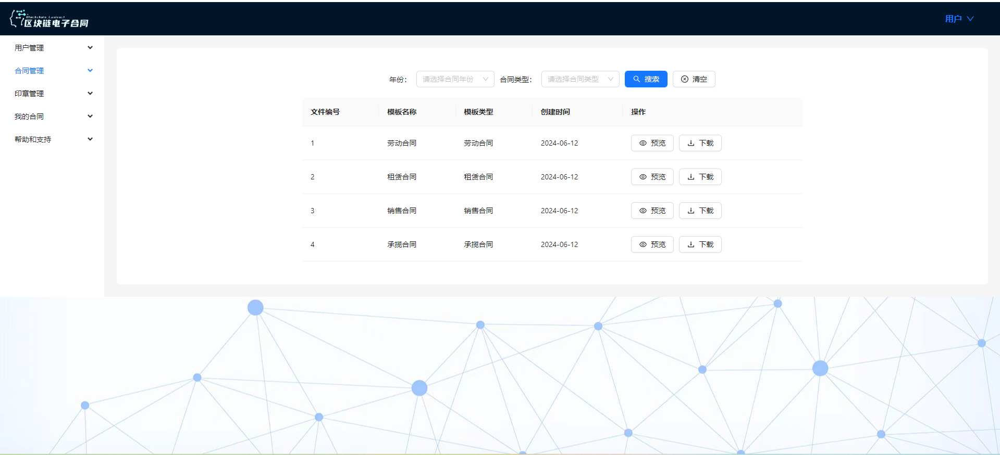 Blockchain Contract
区块链电子合同
用户
用户管理
合同管理
印章管理
我的合同
帮助和支持
年份： 请选择合同年份 合同类型： 请选择合同类型 搜索 清空
文件编号 模板名称 模板类型 创建时间 操作
1 劳动合同 劳动合同 2024-06-12 预览 下载
2 租赁合同 租赁合同 2024-06-12 预览 下载
3 销售合同 销售合同 2024-06-12 预览 下载
4 承揽合同 承揽合同 2024-06-12 预览 下载